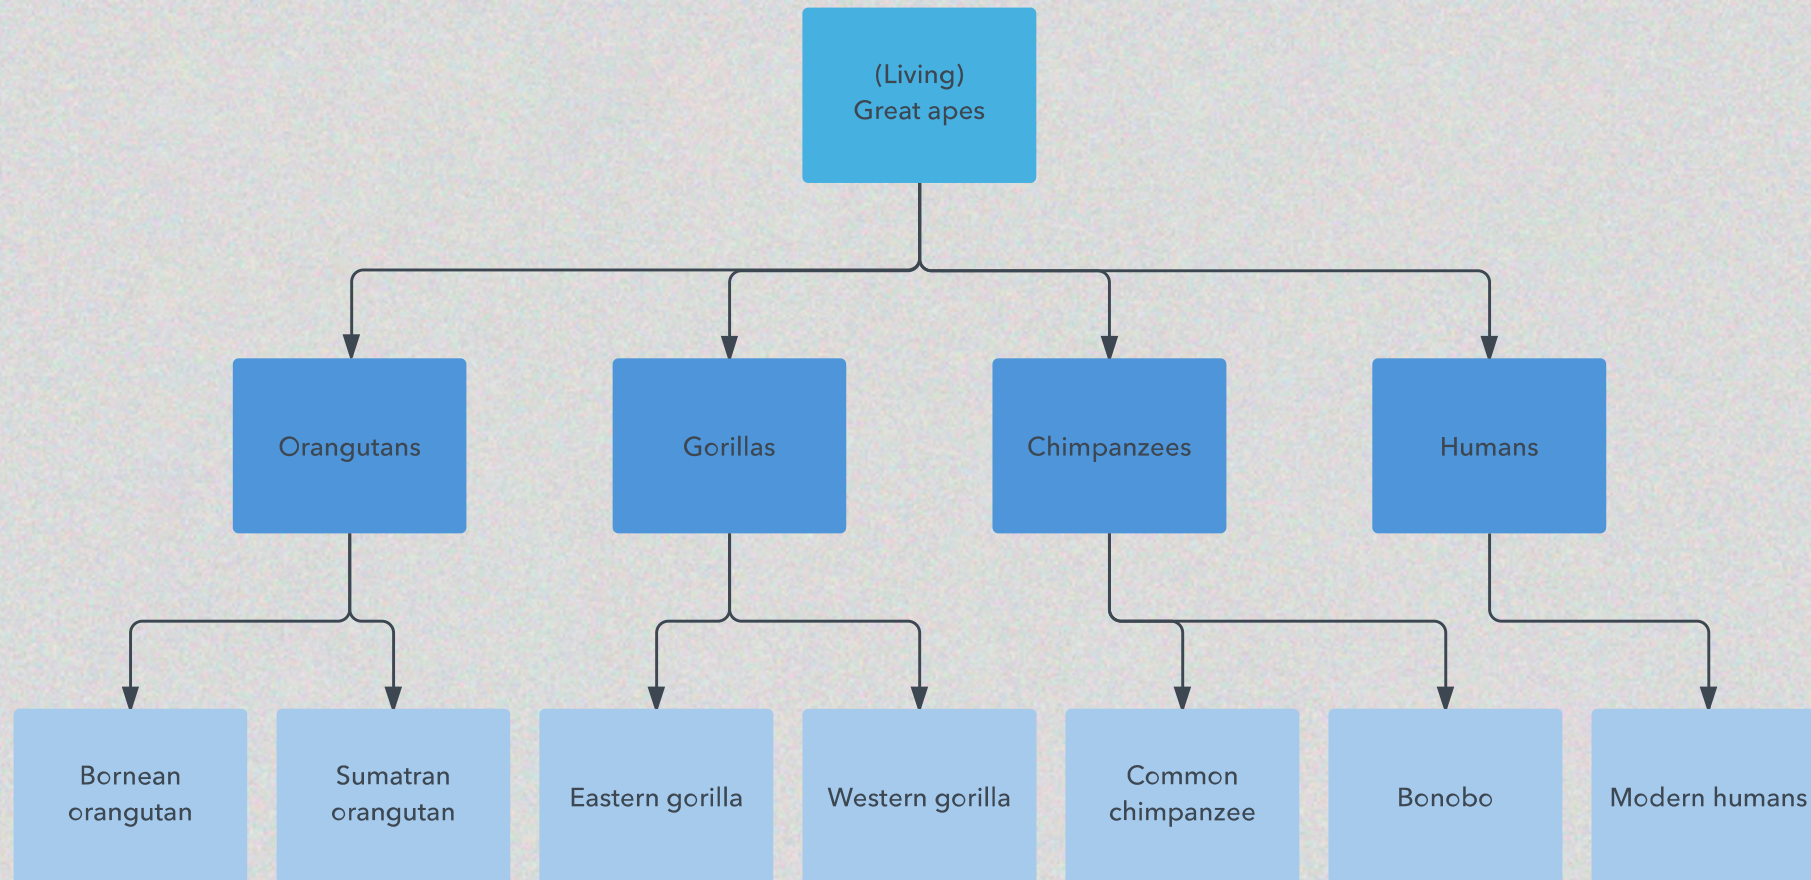 (Living)
Great apes
Orangutans
Gorillas
Chimpanzees
Humans
Bornean
orangutan
Sumatran
orangutan
Eastern gorilla
Western gorilla
Common
chimpanzee
Bonobo
Modern humans